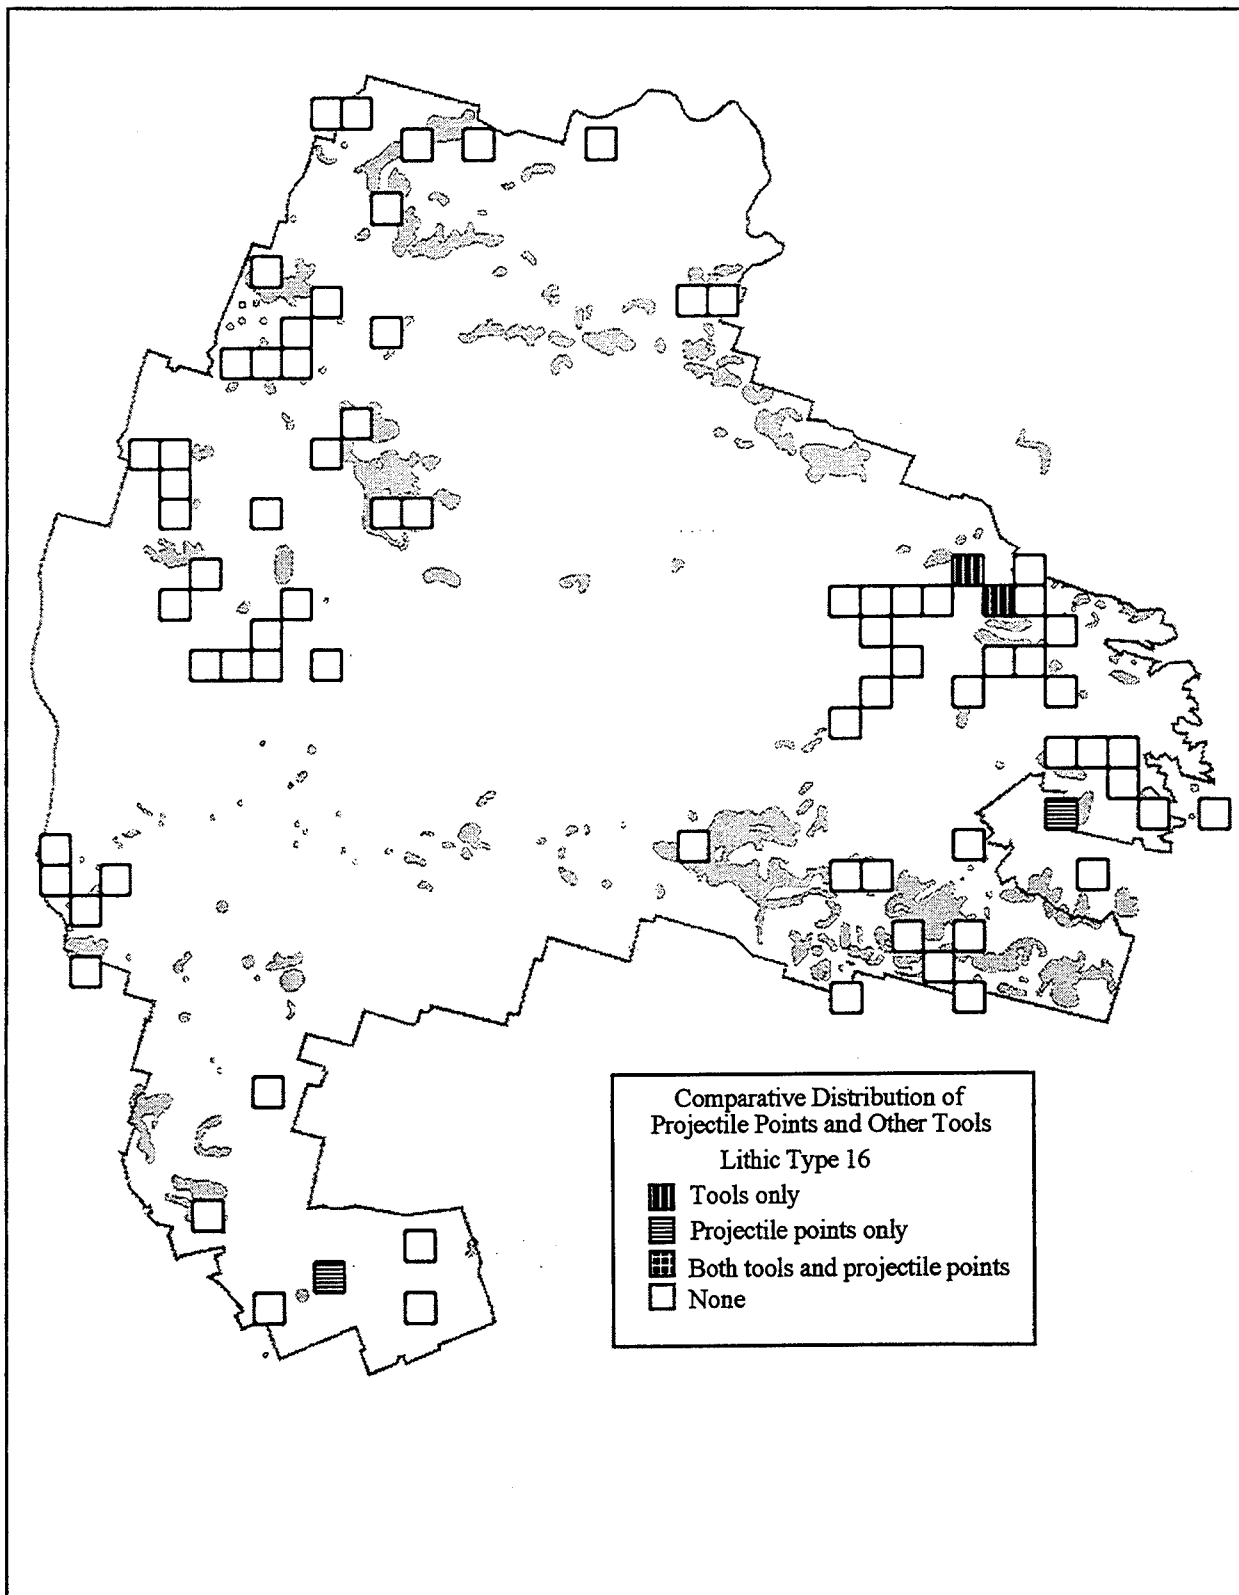 Comparative Distribution of
Projectile Points and Other Tools
Lithic Type 16
Tools only
Projectile points only
Both tools and projectile points
None